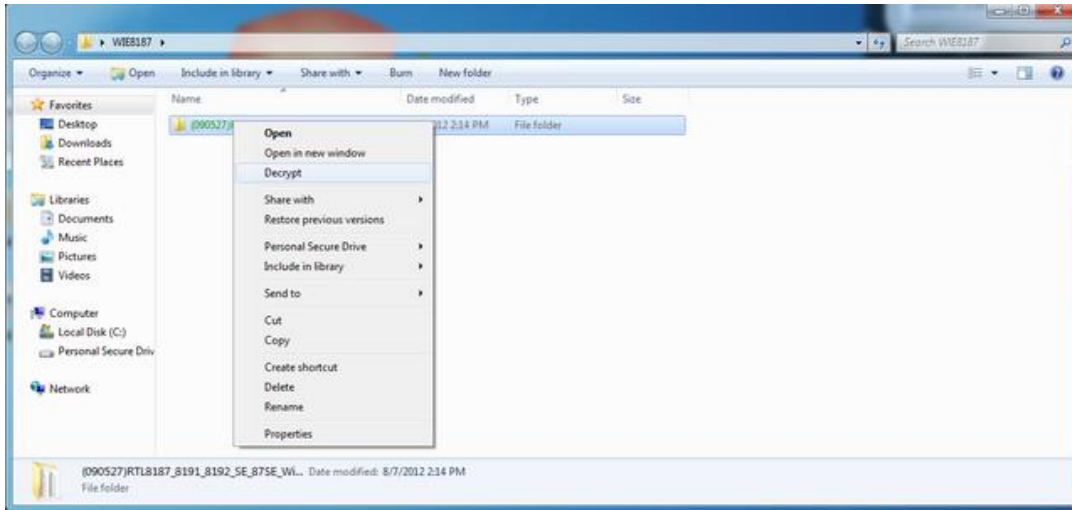 WIE8187
Search WIE8187
Organize Open Include in library Share with Burn New folder
Name Date modified Type Size
Favorites
Desktop
Downloads
Recent Places
Libraries
Documents
Music
Pictures
Videos
Computer
Local Disk (C:)
Personal Secure Driv
Network
(090527) 012 2:14 PM File folder
Open
Open in new window
Decrypt
Share with
Restore previous versions
Personal Secure Drive
Include in library
Send to
Cut
Copy
Create shortcut
Delete
Rename
Properties
(090527)RTL8187_8191_8192_SE_87SE_Wi... Date modified: 8/7/2012 2:14 PM
File folder